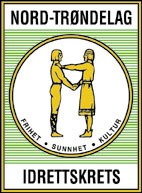 NORD-TRØNDELAG
FRIHET · SUNNHET · KULTUR
IDRETTSKRETS